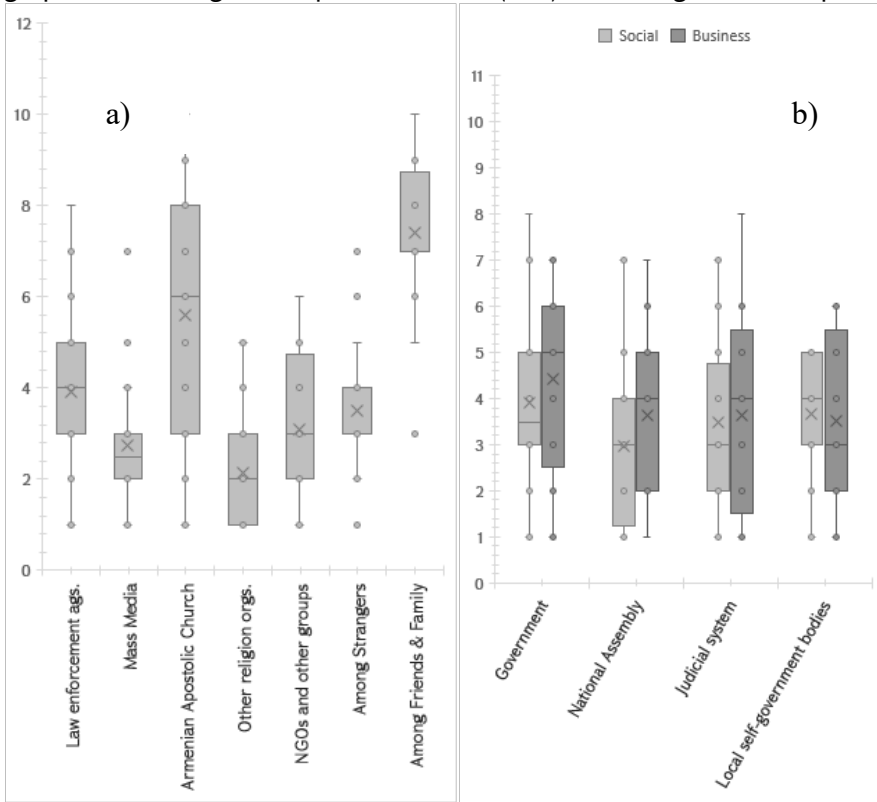 12
10
8
6
4
2
0
a)
Law enforcement ags.
Mass Media
Armenian Apostolic Church
Other religion orgs.
NGOs and other groups
Among Strangers
Among Friends & Family
Social Business
11
10
9
8
7
6
5
4
3
2
1
0
b)
Government
National Assembly
Judicial system
Local self-government bodies